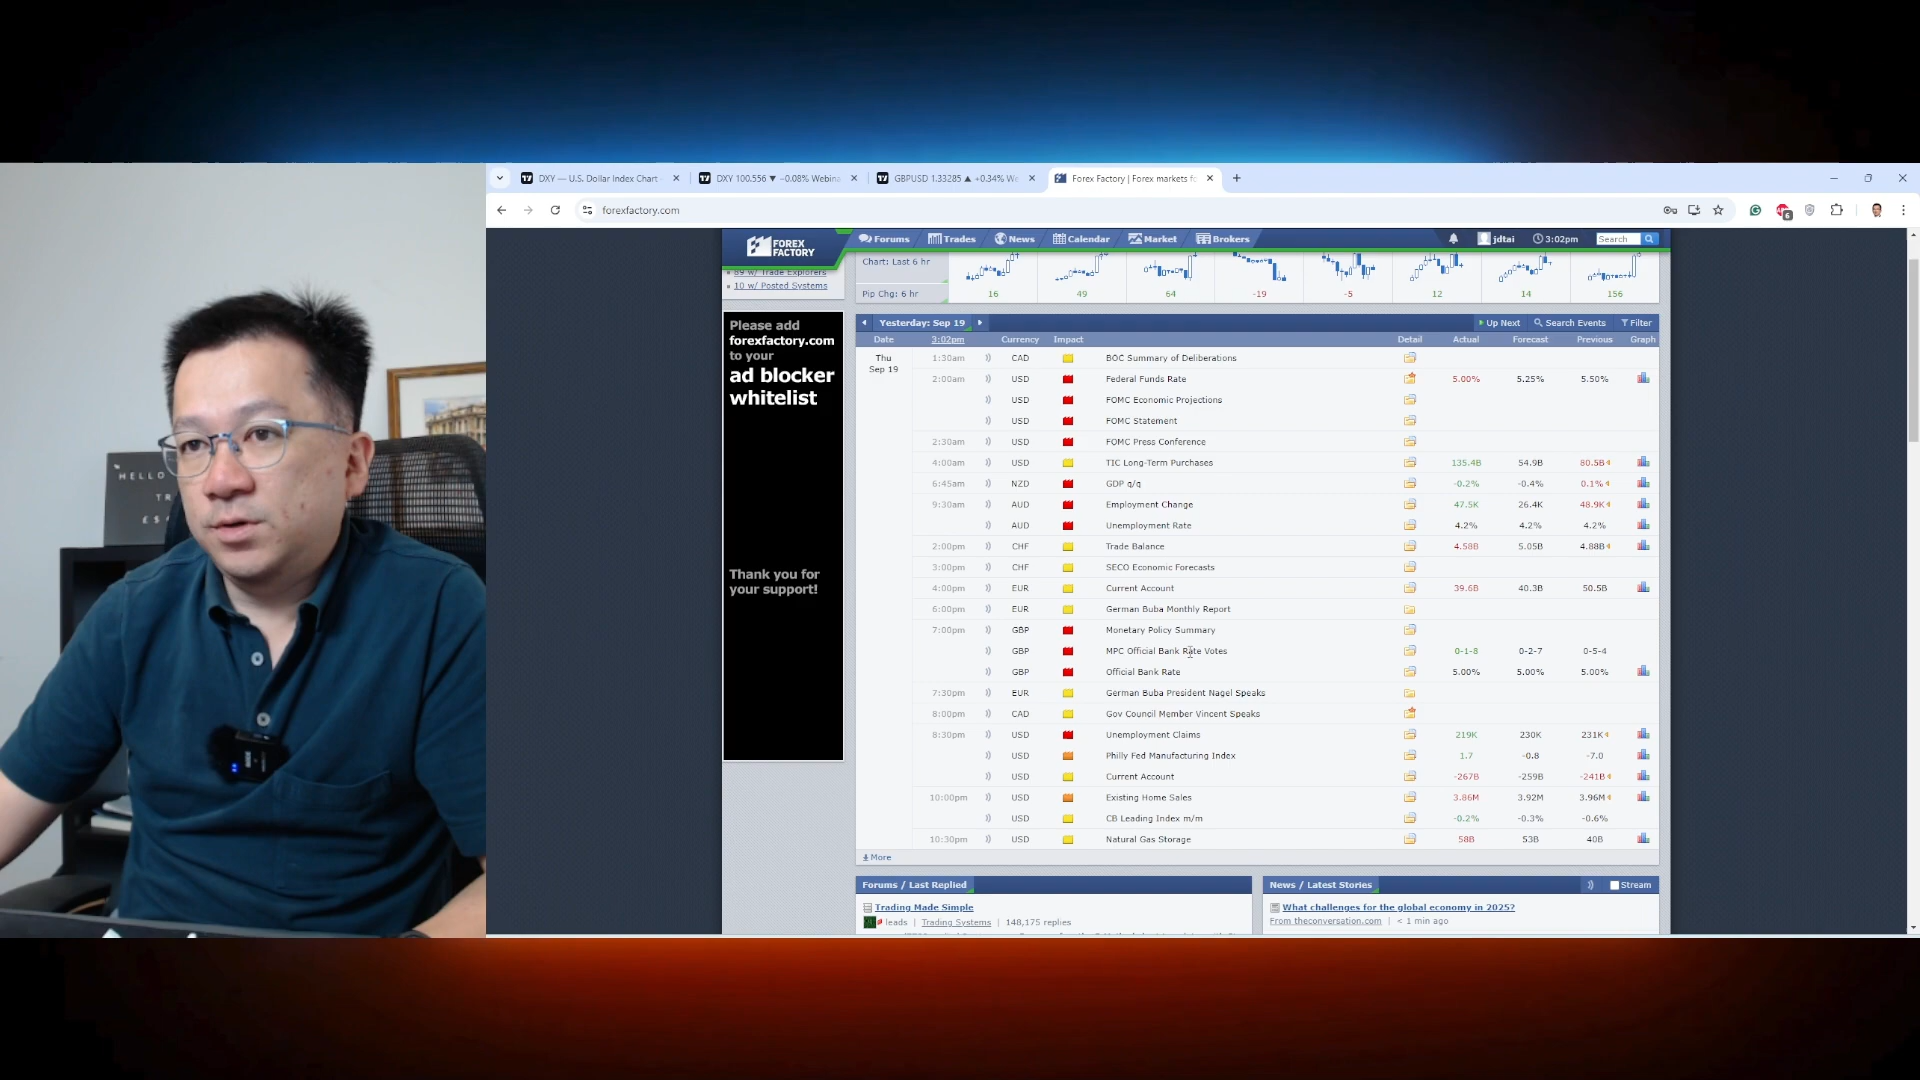 DXY — U.S. Dollar Index Chart
DXY 100.556 ▼ −0.08% Webina
GBPUSD 1.33285 ▲ +0.34% We
Forex Factory | Forex markets fo
forexfactory.com
6
FOREX FACTORY
Forums
Trades
News
Calendar
Market
Brokers
jdtai
3:02pm
Search
69 w/ Trade Explorers
10 w/ Posted Systems
Chart: Last 6 hr
Pip Chg: 6 hr 16 49 64 -19 -5 12 14 156
Please add
forexfactory.com
to your
ad blocker
whitelist
Thank you for
your support!
HELLO
TR
£$
Yesterday: Sep 19 Up Next Search Events Filter
Date 3:02pm Currency Impact Detail Actual Forecast Previous Graph
Thu
Sep 19
1:30am CAD BOC Summary of Deliberations
2:00am USD Federal Funds Rate 5.00% 5.25% 5.50%
USD FOMC Economic Projections
USD FOMC Statement
2:30am USD FOMC Press Conference
4:00am USD TIC Long-Term Purchases 135.4B 54.9B 80.5B
6:45am NZD GDP q/q -0.2% -0.4% 0.1%
9:30am AUD Employment Change 47.5K 26.4K 48.9K
AUD Unemployment Rate 4.2% 4.2% 4.2%
2:00pm CHF Trade Balance 4.58B 5.05B 4.88B
3:00pm CHF SECO Economic Forecasts
4:00pm EUR Current Account 39.6B 40.3B 50.5B
6:00pm EUR German Buba Monthly Report
7:00pm GBP Monetary Policy Summary
GBP MPC Official Bank Rate Votes 0-1-8 0-2-7 0-5-4
GBP Official Bank Rate 5.00% 5.00% 5.00%
7:30pm EUR German Buba President Nagel Speaks
8:00pm CAD Gov Council Member Vincent Speaks
8:30pm USD Unemployment Claims 219K 230K 231K
USD Philly Fed Manufacturing Index 1.7 -0.8 -7.0
USD Current Account -267B -259B -241B
10:00pm USD Existing Home Sales 3.86M 3.92M 3.96M
USD CB Leading Index m/m -0.2% -0.3% -0.6%
10:30pm USD Natural Gas Storage 58B 53B 40B
More
Forums / Last Replied
Trading Made Simple
leads | Trading Systems | 148,175 replies
News / Latest Stories Stream
What challenges for the global economy in 2025?
From theconversation.com | < 1 min ago